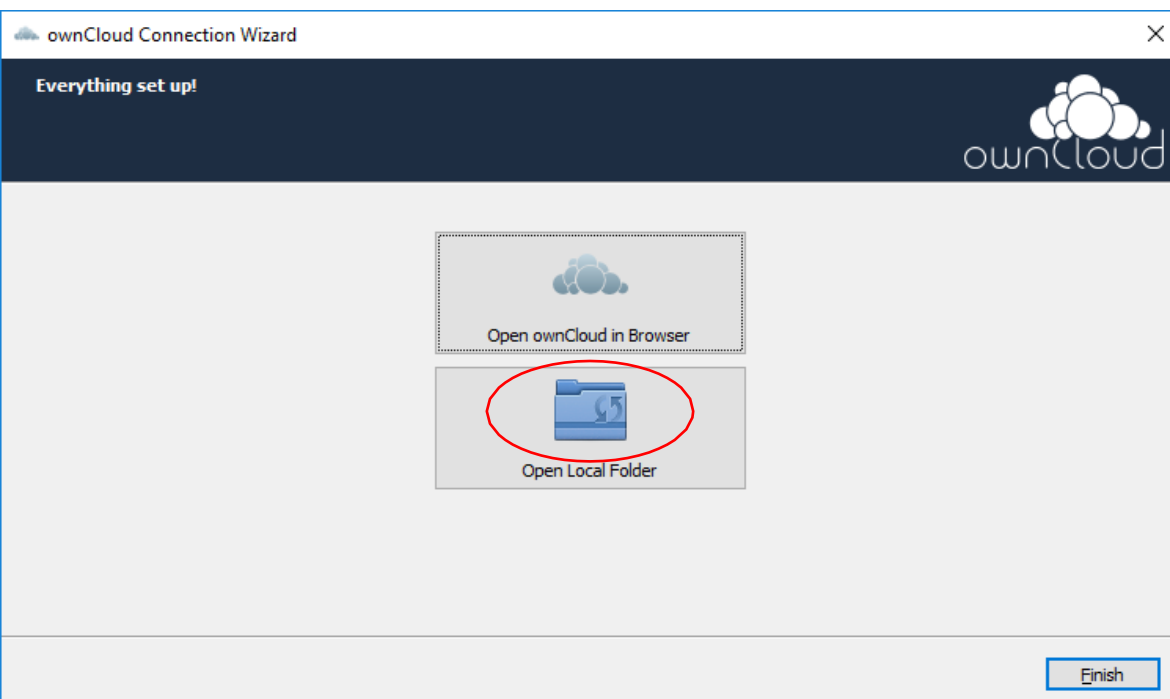 ownCloud Connection Wizard
Everything set up!
ownCloud
Open ownCloud in Browser
Open Local Folder
Finish